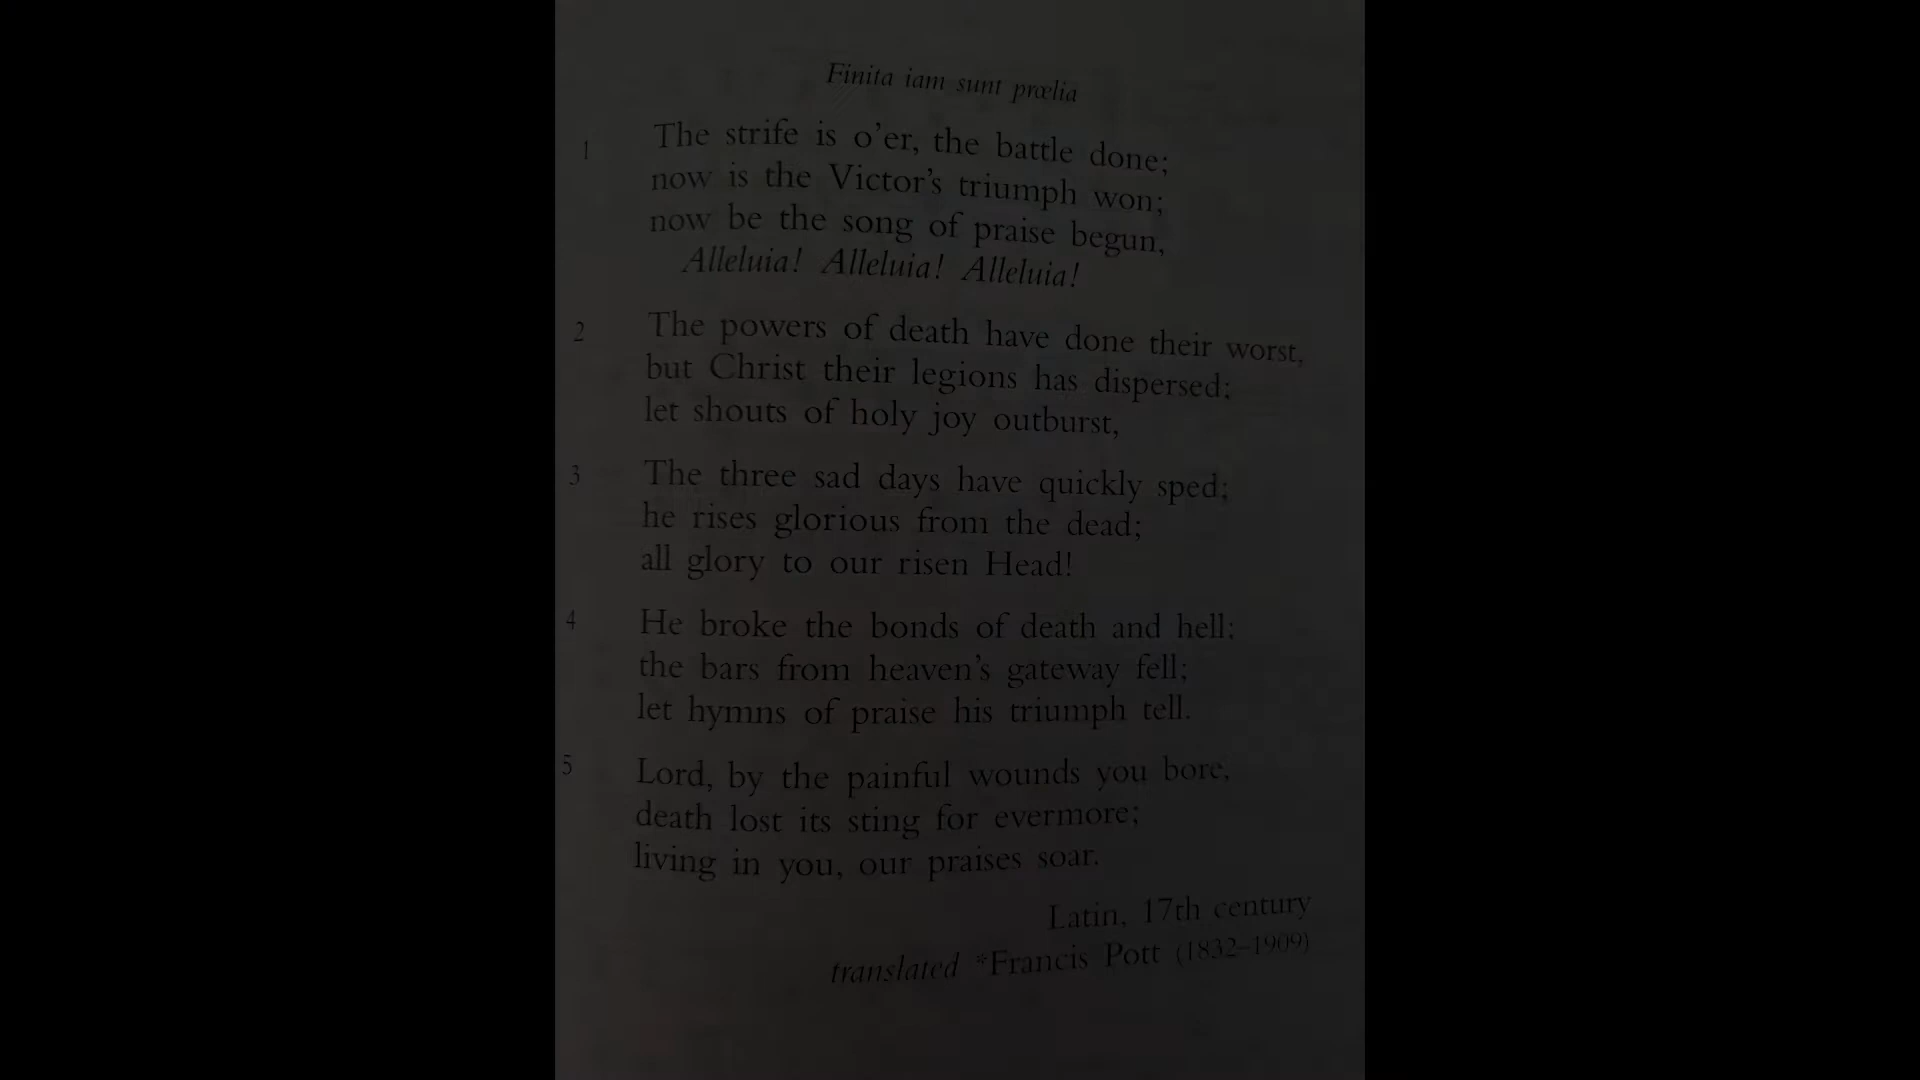 Finita iam sunt prœlia
1 The strife is o'er, the battle done;
now is the Victor's triumph won;
now be the song of praise begun,
Alleluia! Alleluia! Alleluia!
2 The powers of death have done their worst,
but Christ their legions has dispersed;
let shouts of holy joy outburst,
3 The three sad days have quickly sped;
he rises glorious from the dead;
all glory to our risen Head!
4 He broke the bonds of death and hell;
the bars from heaven's gateway fell;
let hymns of praise his triumph tell.
5 Lord, by the painful wounds you bore,
death lost its sting for evermore;
living in you, our praises soar.
Latin, 17th century
translated *Francis Pott (1832–1909)